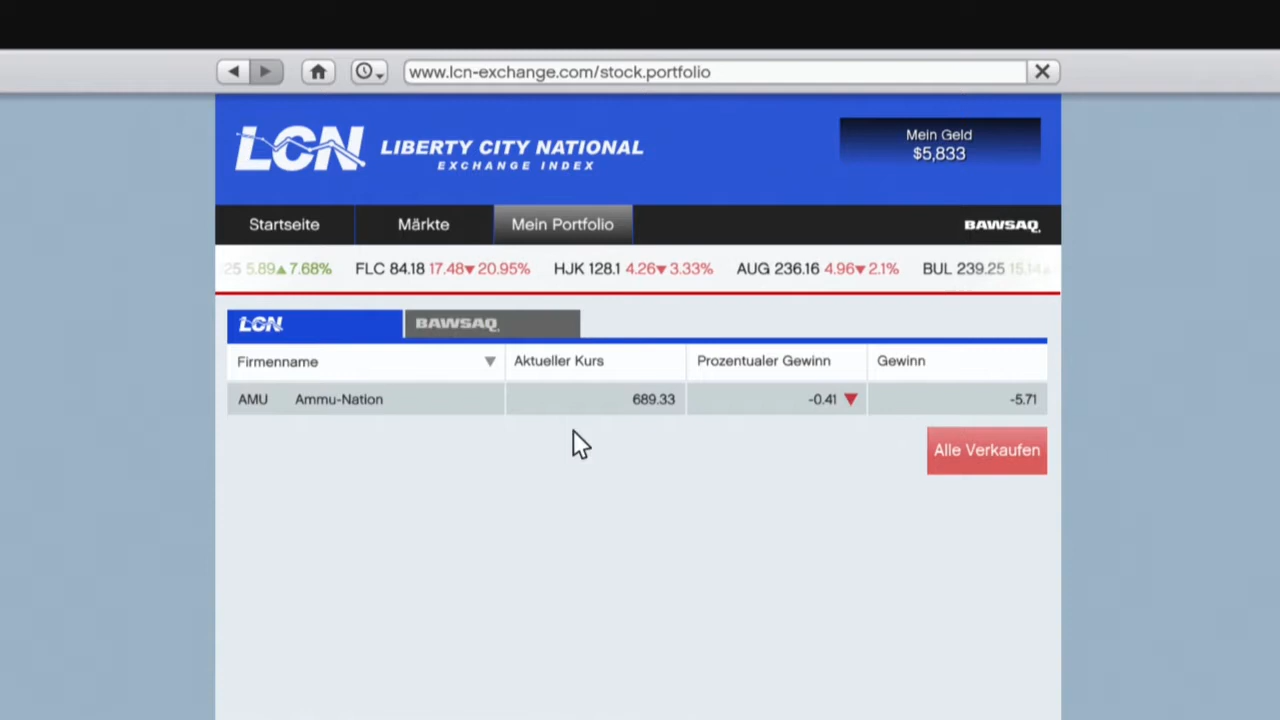 www.lcn-exchange.com/stock.portfolio
LCN LIBERTY CITY NATIONAL
EXCHANGE INDEX
Mein Geld
$5,833
Startseite Märkte Mein Portfolio BAWSAQ
25 5.89▲7.68% FLC 84.18 17.48▼20.95% HJK 128.1 4.26▼3.33% AUG 236.16 4.96▼2.1% BUL 239.25 15.14
LCN BAWSAQ
Firmenname ▼ Aktueller Kurs Prozentualer Gewinn Gewinn
AMU Ammu-Nation 689.33 -0.41 ▼ -5.71
Alle Verkaufen